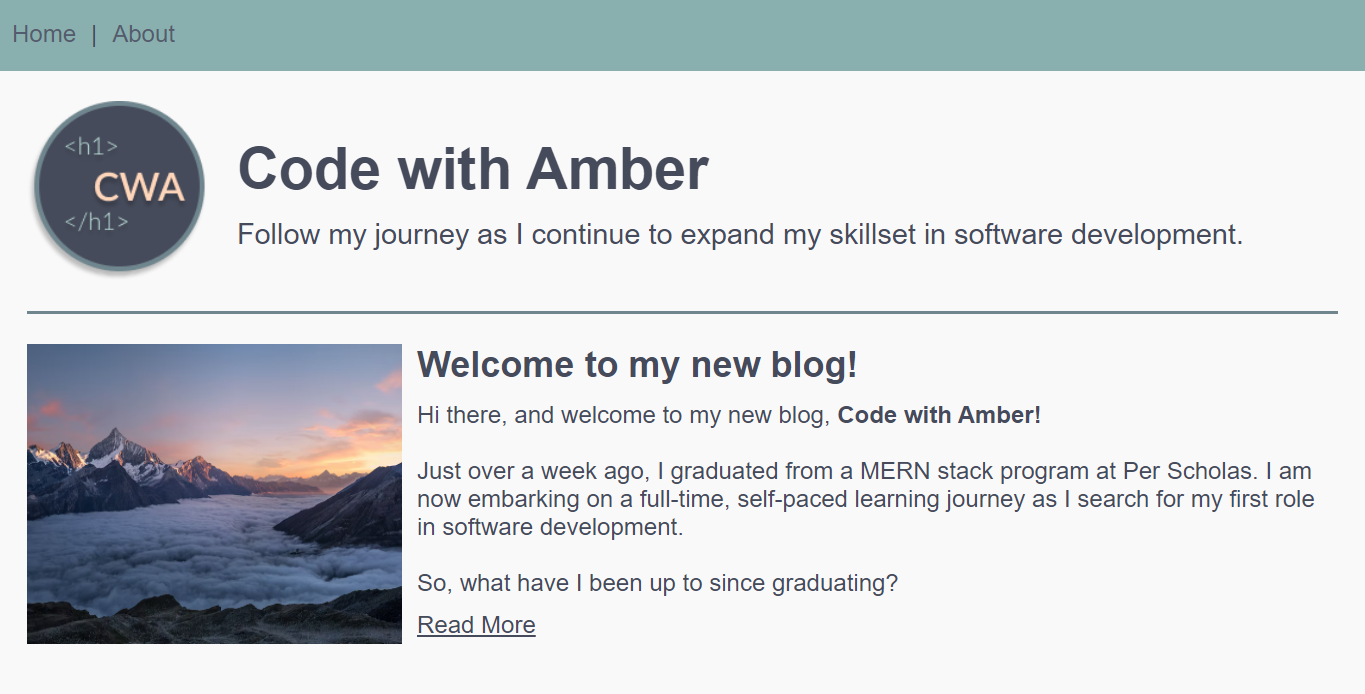 Home | About
<h1>
CWA
</h1>
Code with Amber
Follow my journey as I continue to expand my skillset in software development.
Welcome to my new blog!
Hi there, and welcome to my new blog, Code with Amber!
Just over a week ago, I graduated from a MERN stack program at Per Scholas. I am
now embarking on a full-time, self-paced learning journey as I search for my first role
in software development.
So, what have I been up to since graduating?
Read More